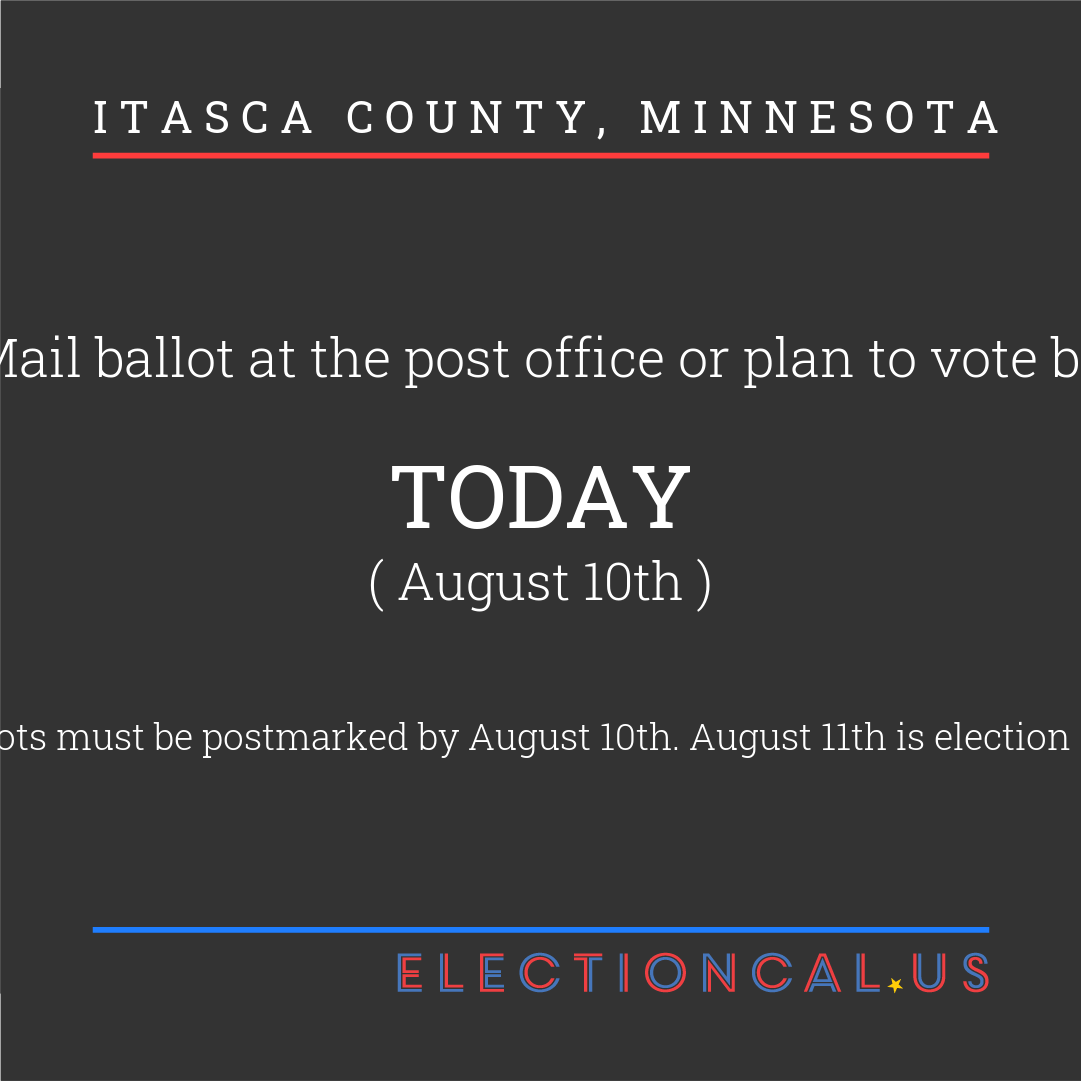 ITASCA COUNTY, MINNESOTA
Mail ballot at the post office or plan to vote b
TODAY
( August 10th )
ots must be postmarked by August 10th. August 11th is election
ELECTIONCAL.US